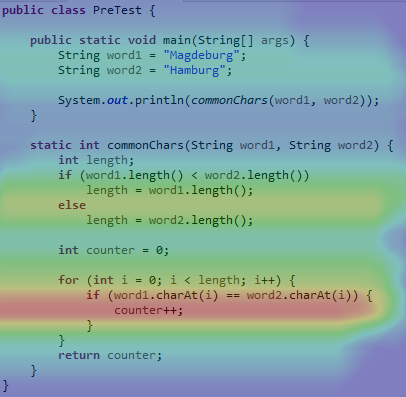 public class PreTest {
public static void main(String[] args) {
String word1 = "Magdeburg";
String word2 = "Hamburg";
System.out.println(commonChars(word1, word2));
}
static int commonChars(String word1, String word2) {
int length;
if (word1.length() < word2.length())
length = word1.length();
else
length = word2.length();
int counter = 0;
for (int i = 0; i < length; i++) {
if (word1.charAt(i) == word2.charAt(i)) {
counter++;
}
}
return counter;
}
}